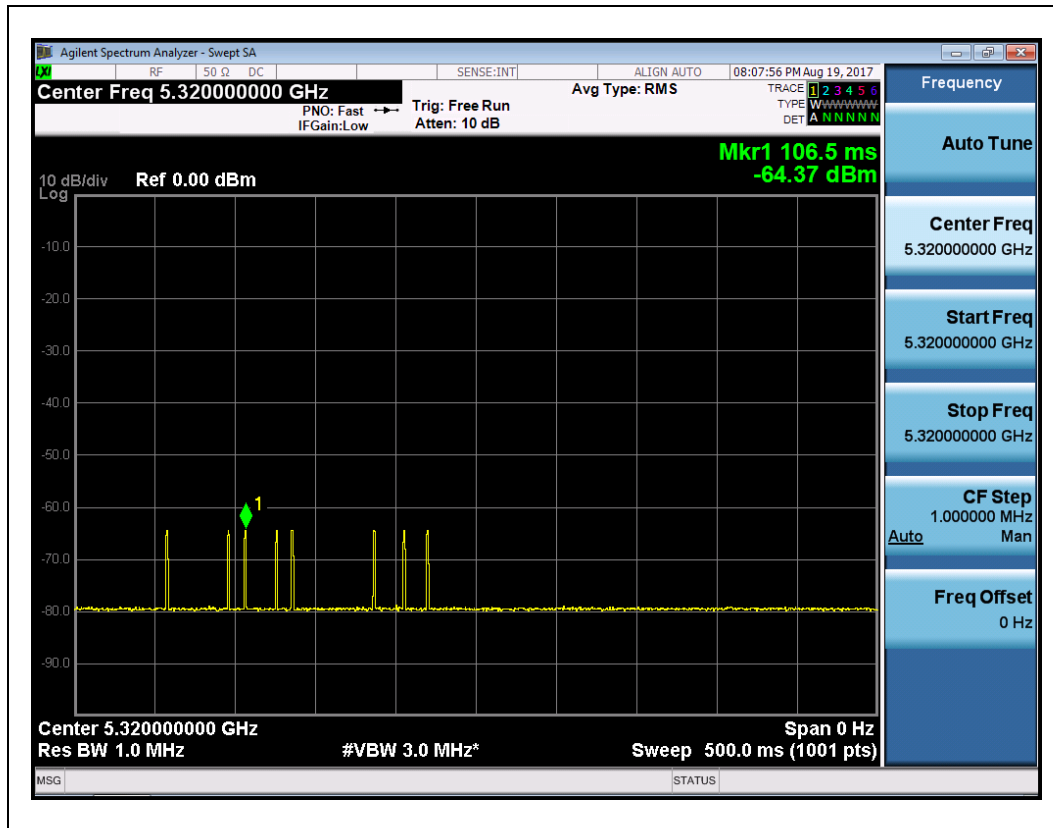 Agilent Spectrum Analyzer - Swept SA
LXI RF 50 Ω DC SENSE:INT ALIGN AUTO 08:07:56 PM Aug 19, 2017
Center Freq 5.320000000 GHz
PNO: Fast
IFGain:Low
Trig: Free Run
Atten: 10 dB
Avg Type: RMS
TRACE 1 2 3 4 5 6
TYPE W
DET A N N N N N
Mkr1 106.5 ms
-64.37 dBm
10 dB/div Ref 0.00 dBm
Log
-10.0
-20.0
-30.0
-40.0
-50.0
-60.0
-70.0
-80.0
-90.0
1
Center 5.320000000 GHz Span 0 Hz
Res BW 1.0 MHz #VBW 3.0 MHz* Sweep 500.0 ms (1001 pts)
MSG STATUS
Frequency
Auto Tune
Center Freq
5.320000000 GHz
Start Freq
5.320000000 GHz
Stop Freq
5.320000000 GHz
CF Step
1.000000 MHz
Auto Man
Freq Offset
0 Hz